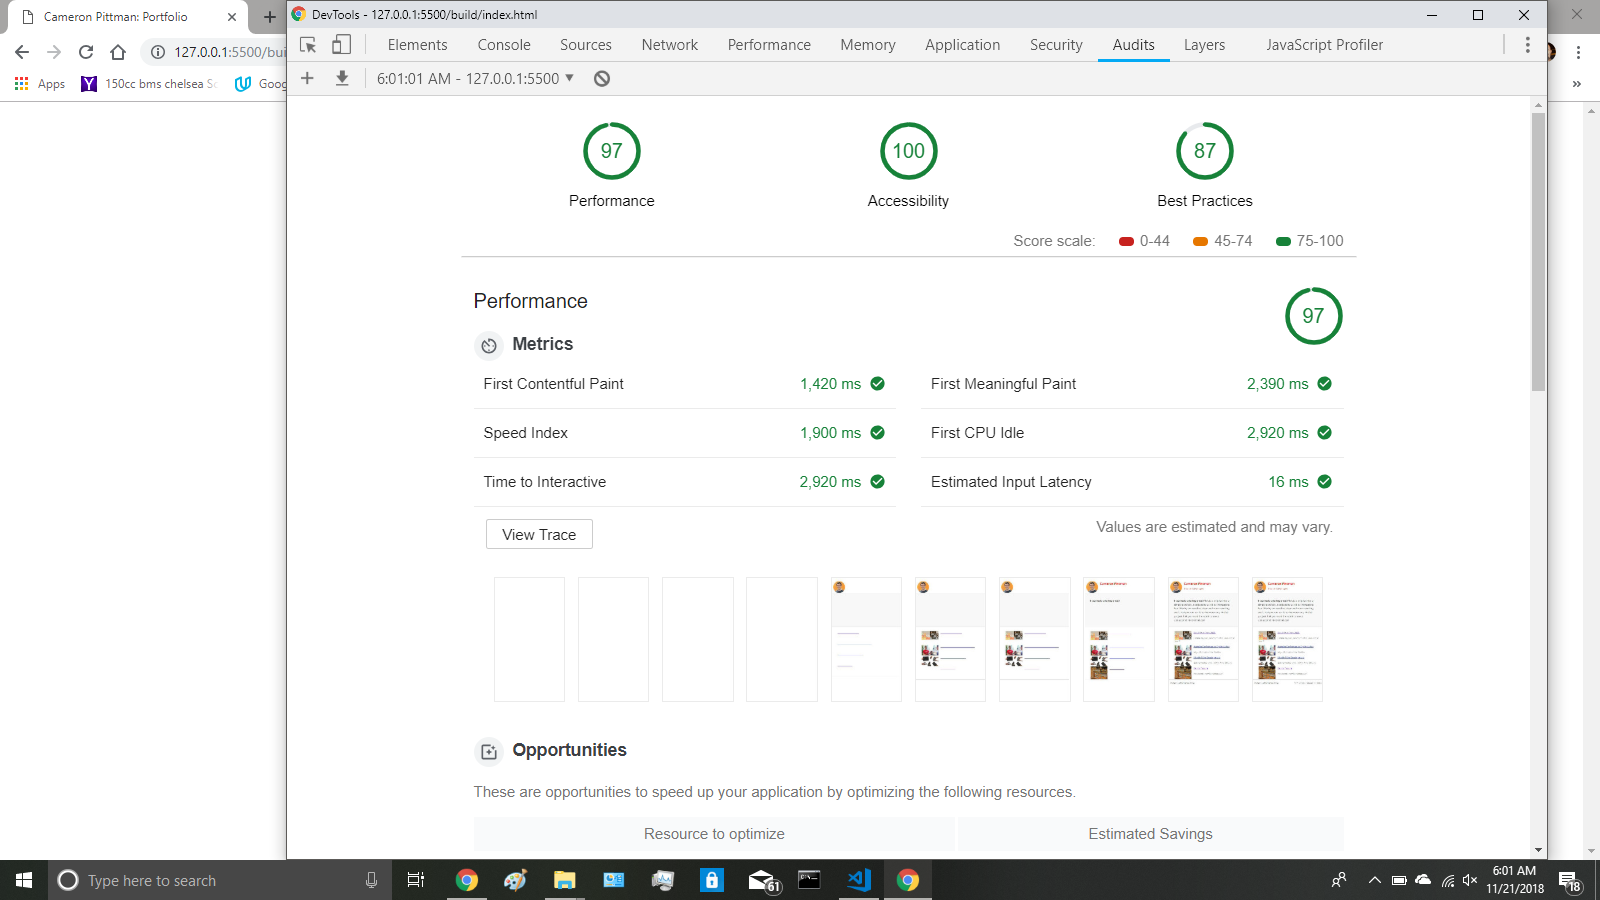 Cameron Pittman: Portfolio
DevTools - 127.0.0.1:5500/build/index.html
127.0.0.1:5500/bui
Elements Console Sources Network Performance Memory Application Security Audits Layers JavaScript Profiler
Apps 150cc bms chelsea Sc Goog
6:01:01 AM - 127.0.0.1:5500
97 100 87
Performance Accessibility Best Practices
Score scale: 0-44 45-74 75-100
Performance 97
Metrics
First Contentful Paint 1,420 ms First Meaningful Paint 2,390 ms
Speed Index 1,900 ms First CPU Idle 2,920 ms
Time to Interactive 2,920 ms Estimated Input Latency 16 ms
View Trace Values are estimated and may vary.
Opportunities
These are opportunities to speed up your application by optimizing the following resources.
Resource to optimize Estimated Savings
Type here to search 61 6:01 AM
11/21/2018 18